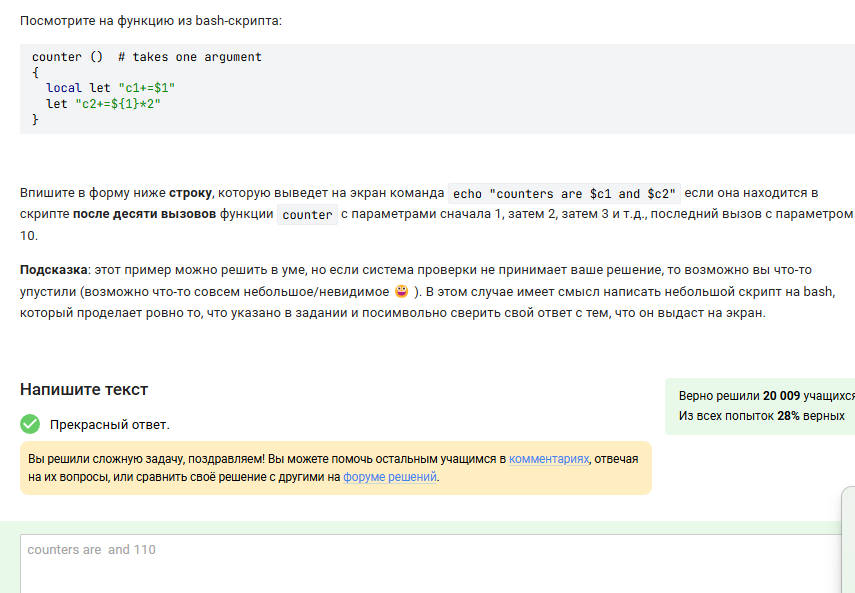 Посмотрите на функцию из bash-скрипта:
counter ()  # takes one argument
{
  local let "c1+=$1"
  let "c2+=${1}*2"
}
Впишите в форму ниже строку, которую выведет на экран команда echo "counters are $c1 and $c2" если она находится в
скрипте после десяти вызовов функции counter с параметрами сначала 1, затем 2, затем 3 и т.д., последний вызов с параметром
10.
Подсказка: этот пример можно решить в уме, но если система проверки не принимает ваше решение, то возможно вы что-то
упустили (возможно что-то совсем небольшое/невидимое 😀 ). В этом случае имеет смысл написать небольшой скрипт на bash,
который проделает ровно то, что указано в задании и посимвольно сверить свой ответ с тем, что он выдаст на экран.
Напишите текст
Прекрасный ответ.
Верно решили 20 009 учащихся
Из всех попыток 28% верных
Вы решили сложную задачу, поздравляем! Вы можете помочь остальным учащимся в комментариях, отвечая
на их вопросы, или сравнить своё решение с другими на форуме решений.
counters are  and 110